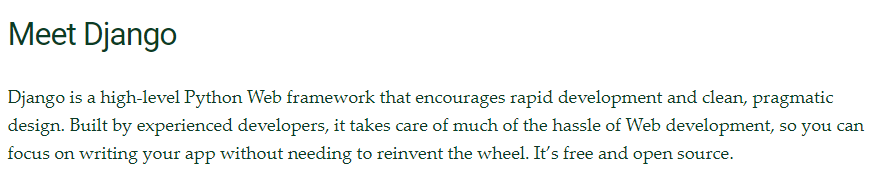 Meet Django
Django is a high-level Python Web framework that encourages rapid development and clean, pragmatic
design. Built by experienced developers, it takes care of much of the hassle of Web development, so you can
focus on writing your app without needing to reinvent the wheel. It’s free and open source.